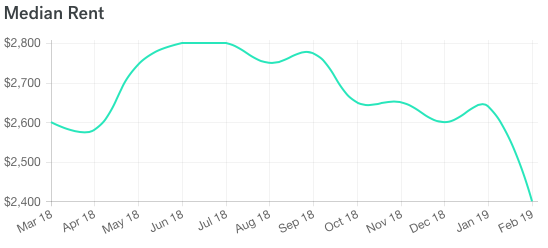 Median Rent
$2,800
$2,700
$2,600
$2,500
$2,400
Mar 18 Apr 18 May 18 Jun 18 Jul 18 Aug 18 Sep 18 Oct 18 Nov 18 Dec 18 Jan 19 Feb 19